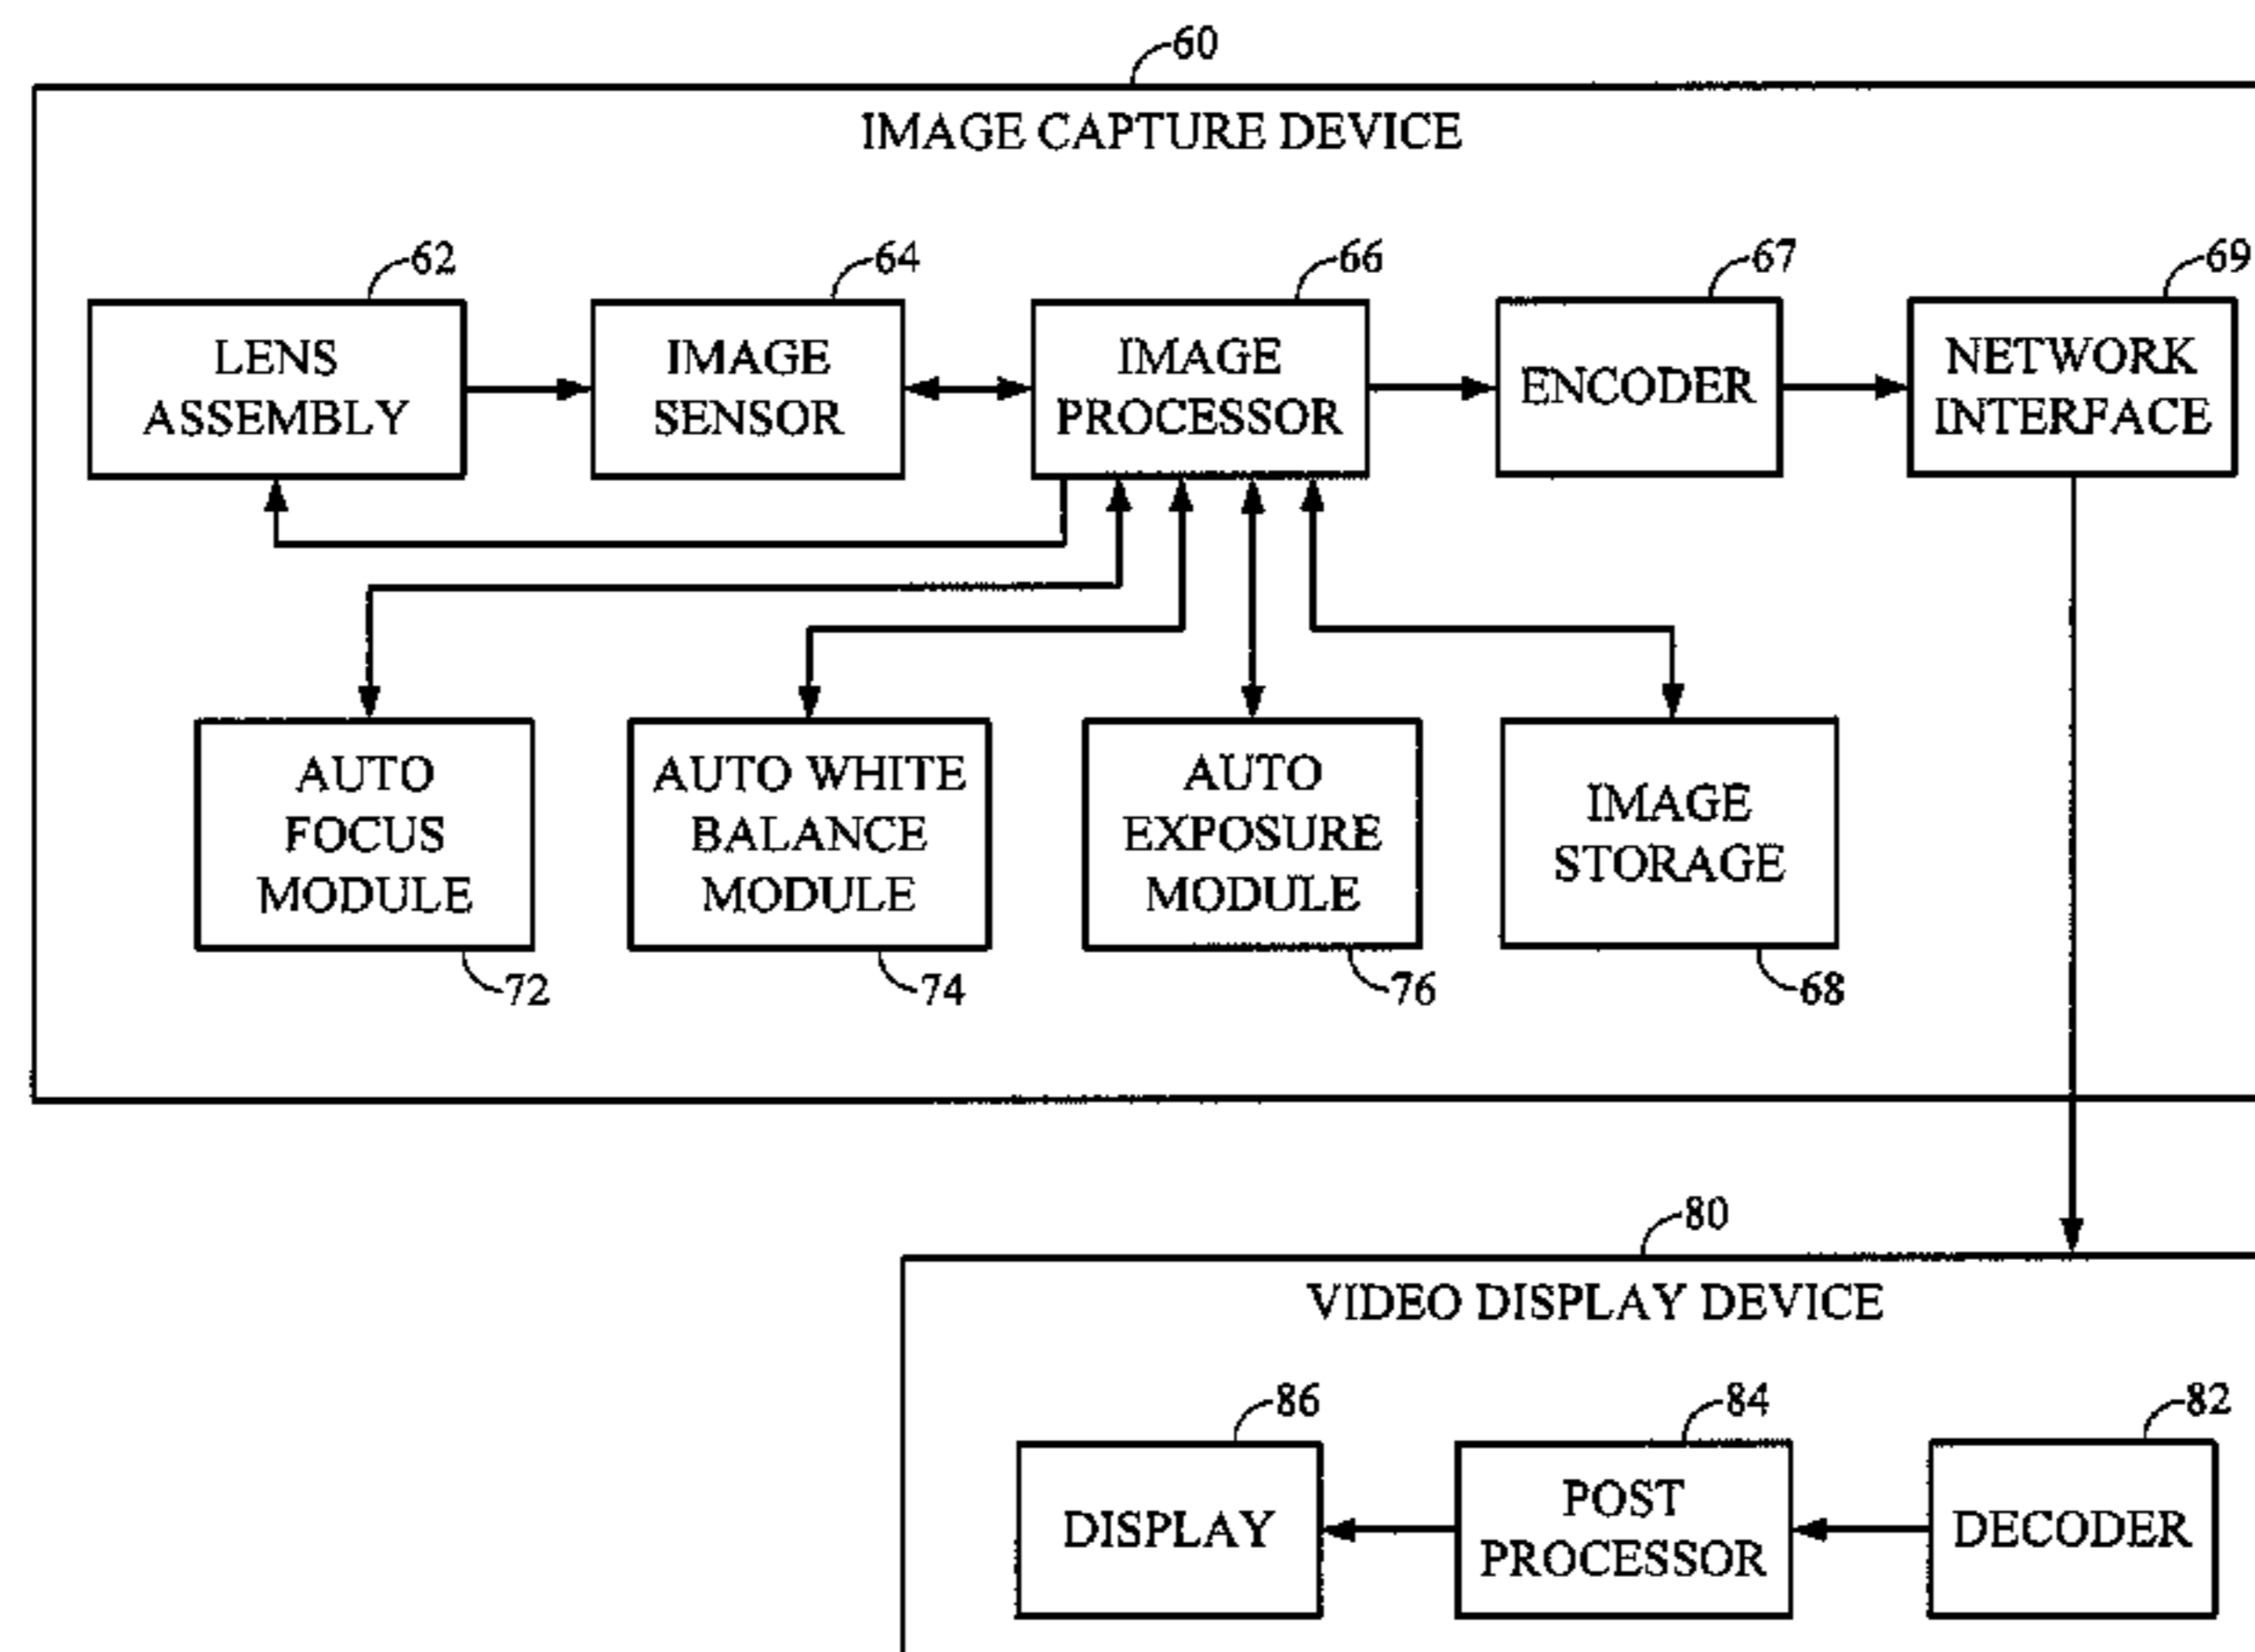 60
IMAGE CAPTURE DEVICE
62
64
66
67
69
LENS
ASSEMBLY
IMAGE
SENSOR
IMAGE
PROCESSOR
ENCODER
NETWORK
INTERFACE
AUTO
FOCUS
MODULE
AUTO WHITE
BALANCE
MODULE
AUTO
EXPOSURE
MODULE
IMAGE
STORAGE
72
74
76
68
80
VIDEO DISPLAY DEVICE
86
84
82
DISPLAY
POST
PROCESSOR
DECODER